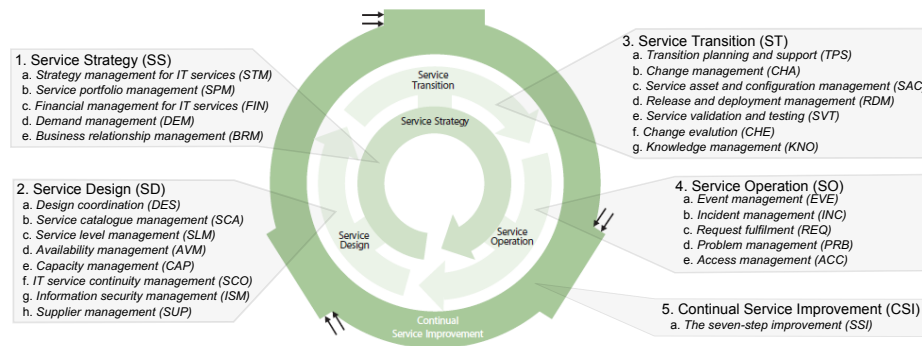 1. Service Strategy (SS)
a. Strategy management for IT services (STM)
b. Service portfolio management (SPM)
c. Financial management for IT services (FIN)
d. Demand management (DEM)
e. Business relationship management (BRM)
2. Service Design (SD)
a. Design coordination (DES)
b. Service catalogue management (SCA)
c. Service level management (SLM)
d. Availability management (AVM)
e. Capacity management (CAP)
f. IT service continuity management (SCO)
g. Information security management (ISM)
h. Supplier management (SUP)
Service
Transition
Service Strategy
Service
Design
Service
Operation
Continual
Service Improvement
3. Service Transition (ST)
a. Transition planning and support (TPS)
b. Change management (CHA)
c. Service asset and configuration management (SAC)
d. Release and deployment management (RDM)
e. Service validation and testing (SVT)
f. Change evalution (CHE)
g. Knowledge management (KNO)
4. Service Operation (SO)
a. Event management (EVE)
b. Incident management (INC)
c. Request fulfilment (REQ)
d. Problem management (PRB)
e. Access management (ACC)
5. Continual Service Improvement (CSI)
a. The seven-step improvement (SSI)